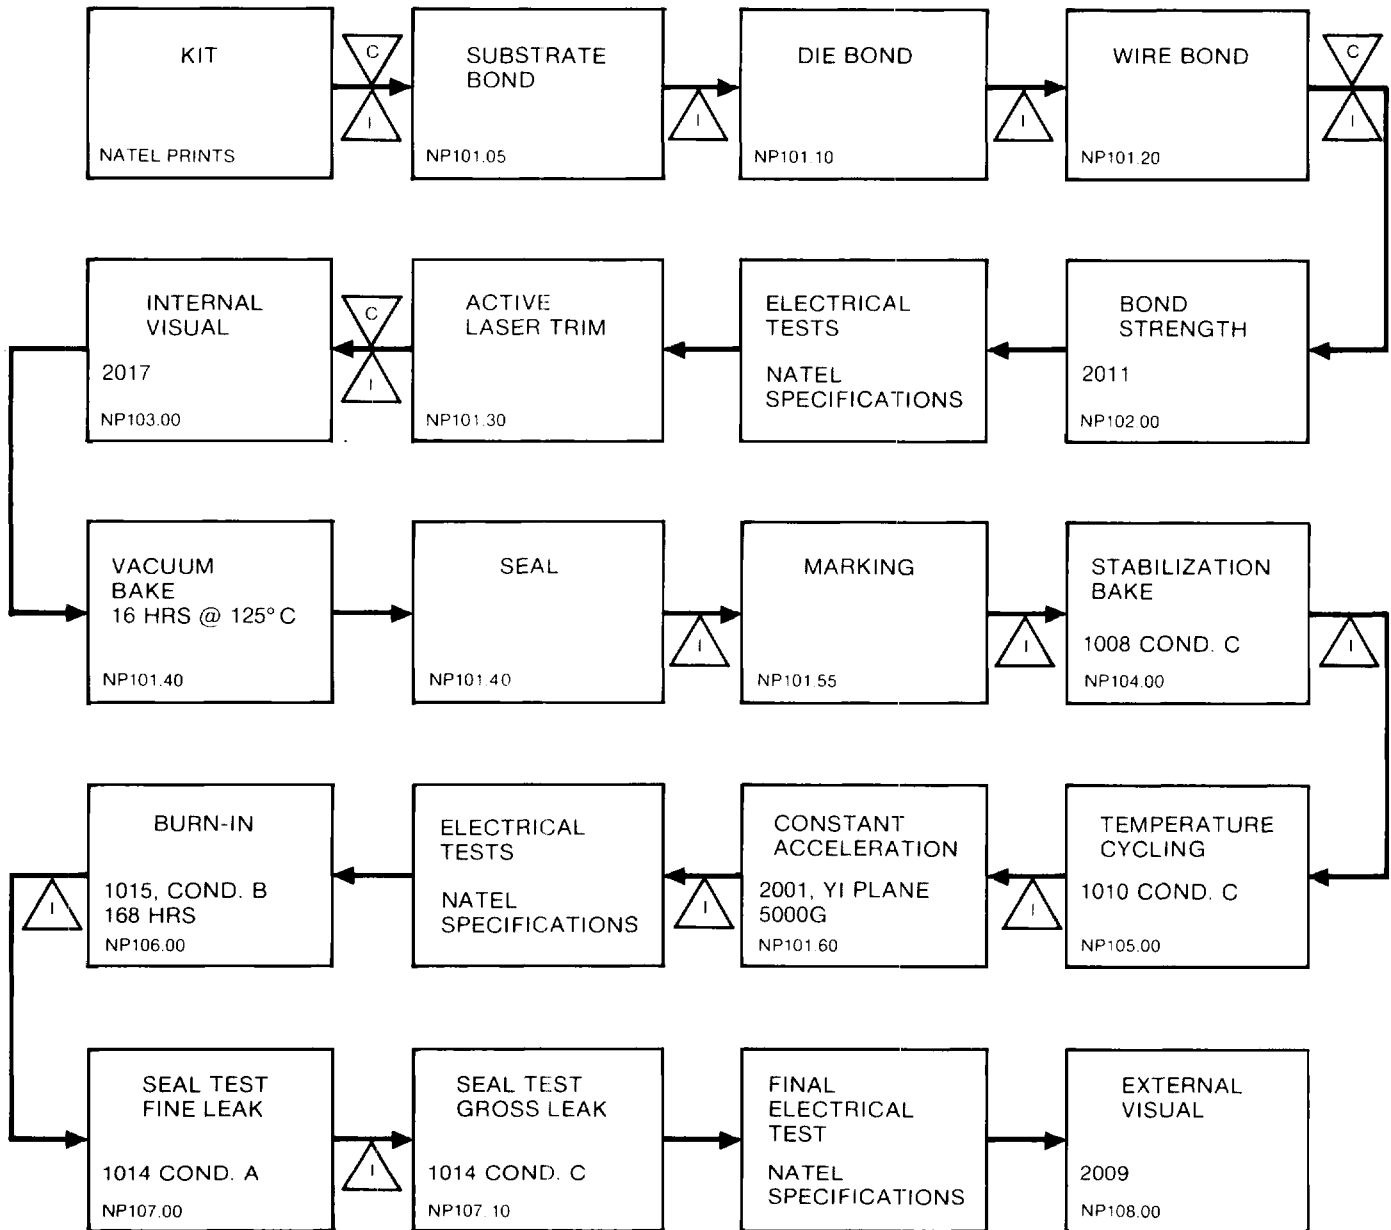 KIT
NATEL PRINTS
C
I
SUBSTRATE
BOND
NP101.05
I
DIE BOND
NP101.10
I
WIRE BOND
NP101.20
C
I
BOND
STRENGTH
2011
NP102.00
ELECTRICAL
TESTS
NATEL
SPECIFICATIONS
ACTIVE
LASER TRIM
NP101.30
C
I
INTERNAL
VISUAL
2017
NP103.00
VACUUM
BAKE
16 HRS @ 125°C
NP101.40
SEAL
NP101.40
I
MARKING
NP101.55
I
STABILIZATION
BAKE
1008 COND. C
NP104.00
I
TEMPERATURE
CYCLING
1010 COND. C
NP105.00
I
CONSTANT
ACCELERATION
2001, YI PLANE
5000G
NP101.60
I
ELECTRICAL
TESTS
NATEL
SPECIFICATIONS
BURN-IN
1015, COND. B
168 HRS
NP106.00
I
SEAL TEST
FINE LEAK
1014 COND. A
NP107.00
I
SEAL TEST
GROSS LEAK
1014 COND. C
NP107.10
FINAL
ELECTRICAL
TEST
NATEL
SPECIFICATIONS
EXTERNAL
VISUAL
2009
NP108.00